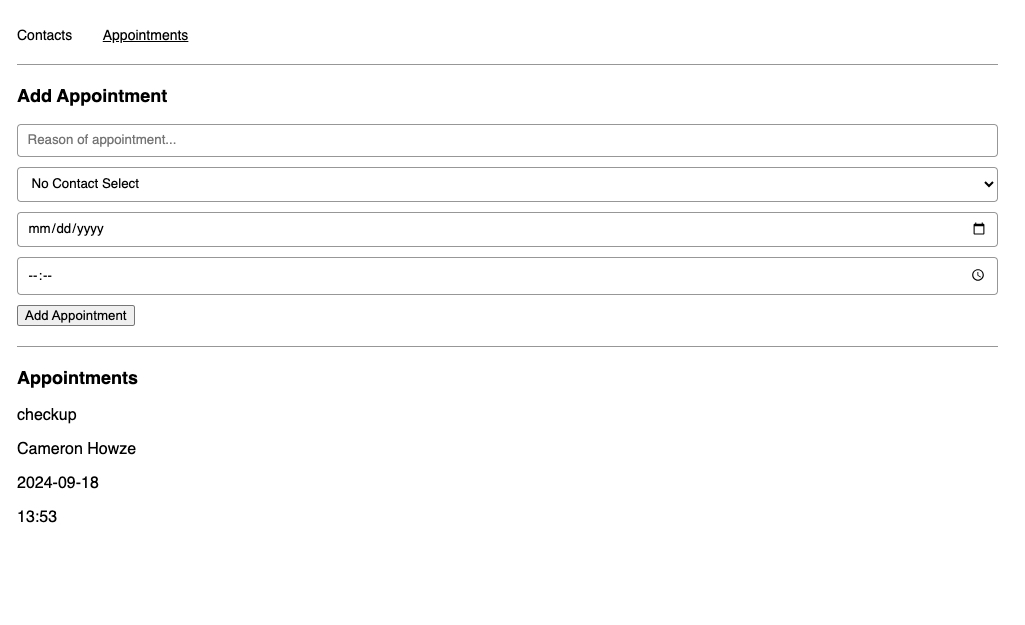 Contacts Appointments
Add Appointment
Reason of appointment...
No Contact Select
mm/dd/yyyy
--:--
Add Appointment
Appointments
checkup
Cameron Howze
2024-09-18
13:53